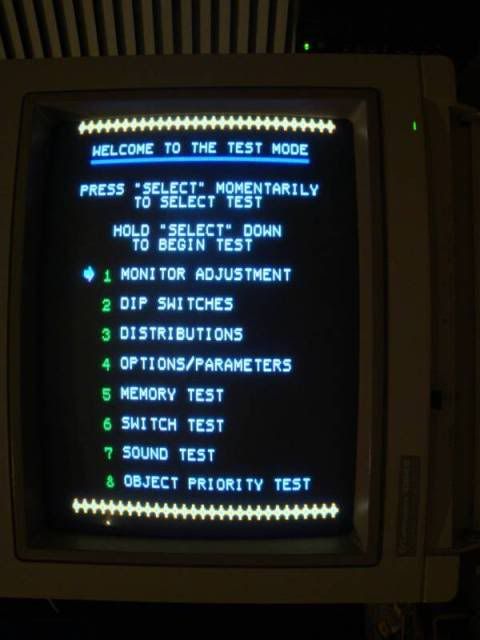 WELCOME TO THE TEST MODE
PRESS "SELECT" MOMENTARILY
TO SELECT TEST
HOLD "SELECT" DOWN
TO BEGIN TEST
1 MONITOR ADJUSTMENT
2 DIP SWITCHES
3 DISTRIBUTIONS
4 OPTIONS/PARAMETERS
5 MEMORY TEST
6 SWITCH TEST
7 SOUND TEST
8 OBJECT PRIORITY TEST